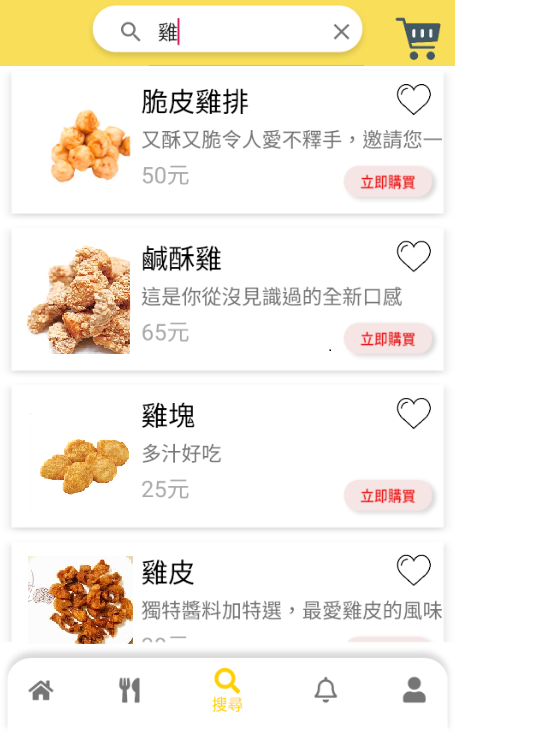 雞
脆皮雞排
又酥又脆令人愛不釋手，邀請您一
50元
立即購買
鹹酥雞
這是你從沒見識過的全新口感
65元
立即購買
雞塊
多汁好吃
25元
立即購買
雞皮
獨特醬料加特選，最愛雞皮的風味
搜尋